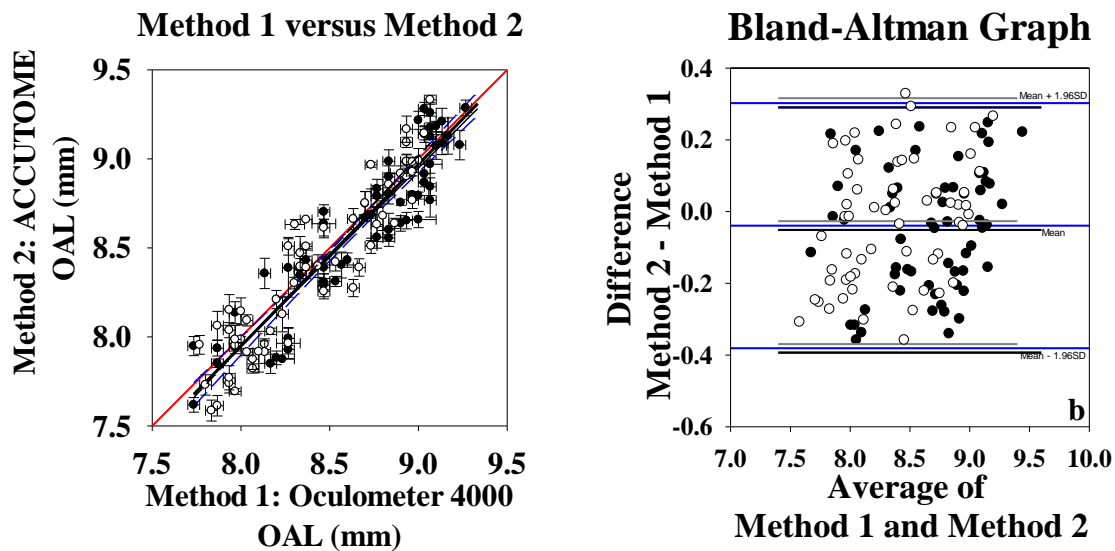 Method 1 versus Method 2
Method 2: ACCUTOME
OAL (mm)
9.5
9.0
8.5
8.0
7.5
7.5 8.0 8.5 9.0 9.5
Method 1: Oculometer 4000
OAL (mm)
Bland-Altman Graph
Difference
Method 2 - Method 1
0.4
0.2
0.0
-0.2
-0.4
-0.6
Mean + 1.96SD
Mean
Mean - 1.96SD
b
7.0 7.5 8.0 8.5 9.0 9.5 10.0
Average of
Method 1 and Method 2